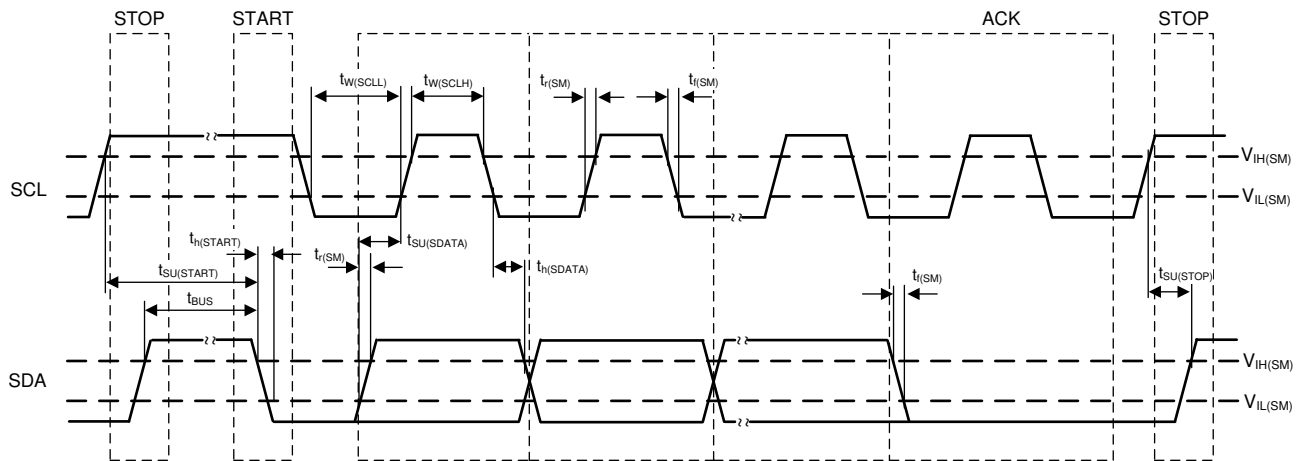 STOP START ACK STOP
tW(SCLL) tW(SCLH) tr(SM) tf(SM)
VIH(SM)
SCL
VIL(SM)
th(START) tr(SM) tSU(SDATA)
th(SDATA)
tSU(START) tf(SM) tSU(STOP)
tBUS
VIH(SM)
SDA
VIL(SM)